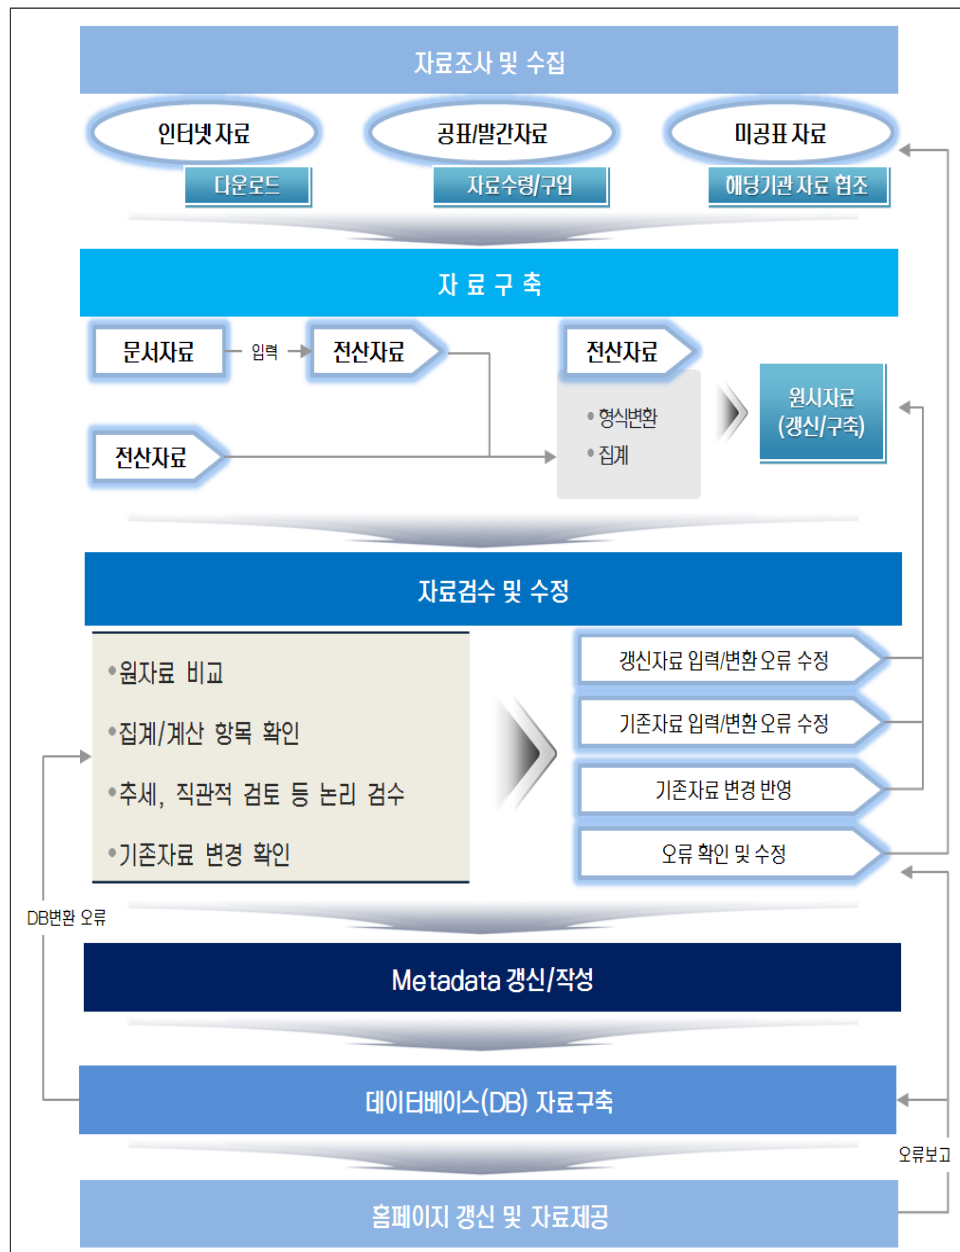 자료조사 및 수집
인터넷 자료
공표/발간자료
미공표 자료
다운로드
자료수령/구입
해당기관 자료 협조
자 료 구 축
문서자료
입력
전산자료
전산자료
원시자료
(갱신/구축)
• 형식변환
• 집계
전산자료
자료검수 및 수정
•원자료 비교
•집계/계산 항목 확인
•추세, 직관적 검토 등 논리 검수
•기존자료 변경 확인
갱신자료 입력/변환 오류 수정
기존자료 입력/변환 오류 수정
기존자료 변경 반영
오류 확인 및 수정
DB변환 오류
Metadata 갱신/작성
데이터베이스(DB) 자료구축
오류보고
홈페이지 갱신 및 자료제공